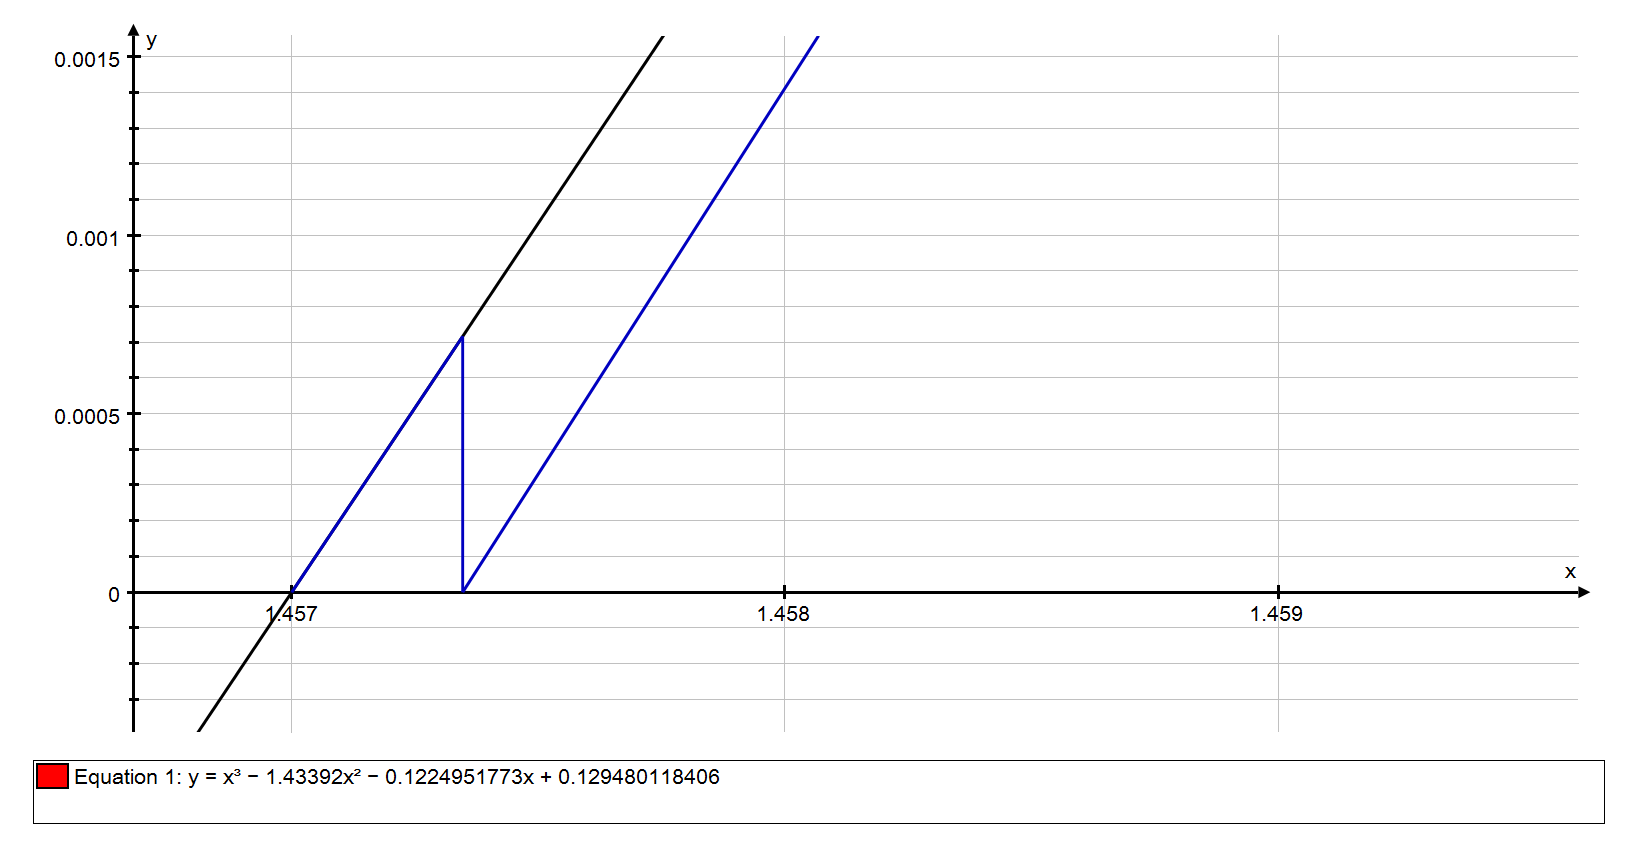 y
0.0015
0.001
0.0005
x
0
1.457 1.458 1.459
Equation 1: y = x³ − 1.43392x² − 0.1224951773x + 0.129480118406